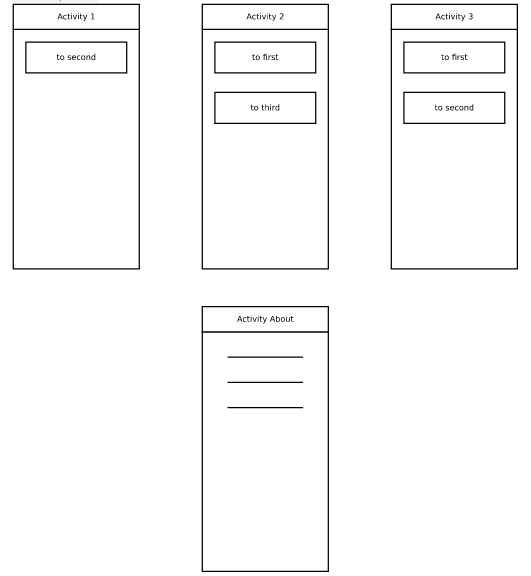 Activity 1
to second
Activity 2
to first
to third
Activity 3
to first
to second
Activity About